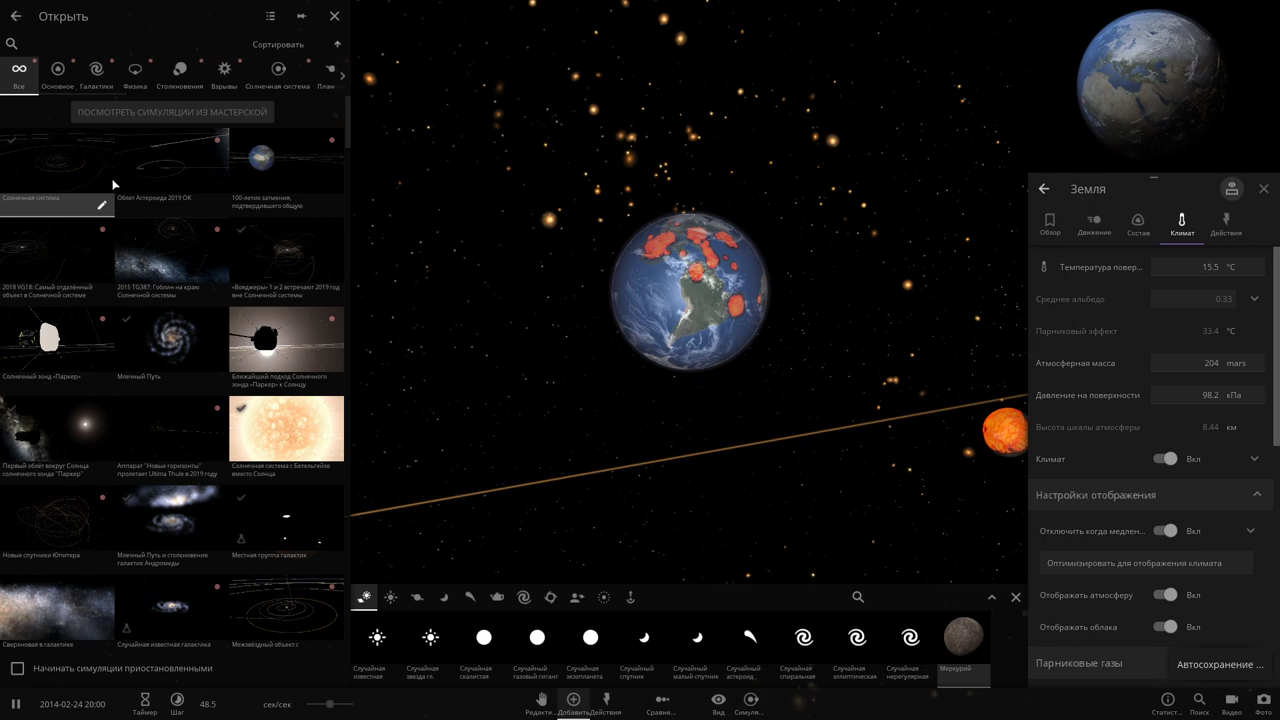 Открыть
Сортировать
Все
Основное
Галактики
Физика
Столкновения
Взрывы
Солнечная система
План
ПОСМОТРЕТЬ СИМУЛЯЦИИ ИЗ МАСТЕРСКОЙ
Солнечная система
Облет Астероида 2019 OK
100-летие затмения,
подтвердившего общую
2018 VG18: Самый отдалённый
объект в Солнечной системе
2015 TG387: Гоблин на краю
Солнечной системы
«Вояджеры» 1 и 2 встречают 2019 год
вне Солнечной системы
Солнечный зонд «Паркер»
Млечный Путь
Ближайший подход Солнечного
зонда «Паркер» к Солнцу
Первый облёт вокруг Солнца
солнечного зонда "Паркер"
Аппарат "Новые горизонты"
пролетает Ultima Thule в 2019 году
Солнечная система с Бетельгейзе
вместо Солнца
Новые спутники Юпитера
Млечный Путь и столкновение
галактик Андромеды
Местная группа галактик
Сверхновая в галактике
Случайная известная галактика
Межзвёздный объект с
Начинать симуляции приостановленными
2014-02-24 20:00
Таймер
Шаг
48.5
сек/сек
Случайная
известная
Случайная
звезда гл.
Случайная
скалистая
Случайный
газовый гигант
Случайная
экзопланета
Случайный
спутник
Случайный
малый спутник
Случайный
астероид
Случайная
спиральная
Случайная
эллиптическая
Случайная
нерегулярная
Меркурий
Редакти...
Добавить
Действия
Сравне...
Вид
Симуля...
Земля
Обзор
Движение
Состав
Климат
Действия
Температура повер... 15.5 °C
Среднее альбедо 0.33
Парниковый эффект 33.4 °C
Атмосферная масса 204 mars
Давление на поверхности 98.2 кПа
Высота шкалы атмосферы 8.44 км
Климат Вкл
Настройки отображения
Отключить когда медлен... Вкл
Оптимизировать для отображения климата
Отображать атмосферу Вкл
Отображать облака Вкл
Парниковые газы
Автосохранение ...
Статист...
Поиск
Видео
Фото